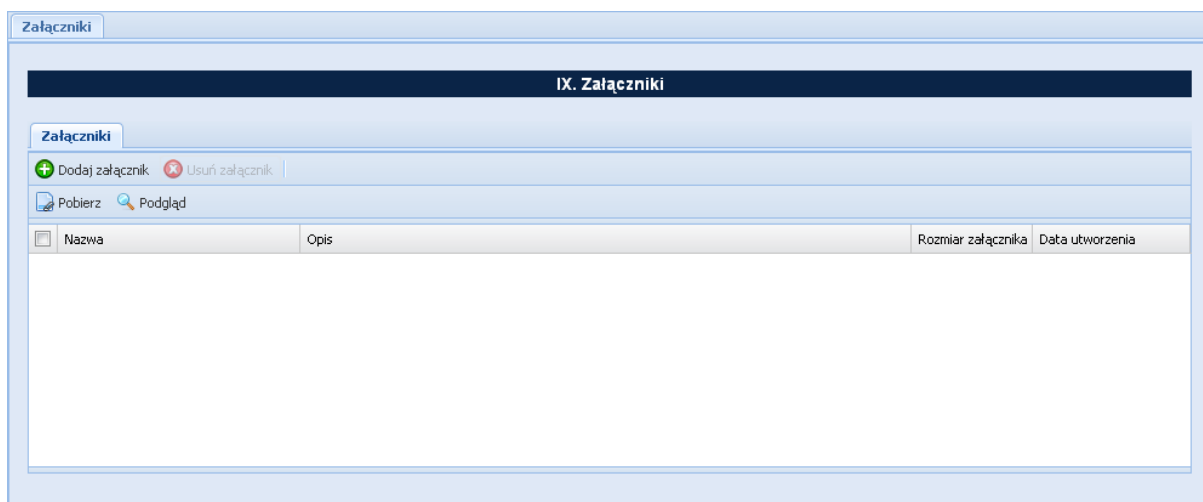 Załączniki
IX. Załączniki
Załączniki
Dodaj załącznik Usuń załącznik
Pobierz Podgląd
Nazwa Opis Rozmiar załącznika Data utworzenia